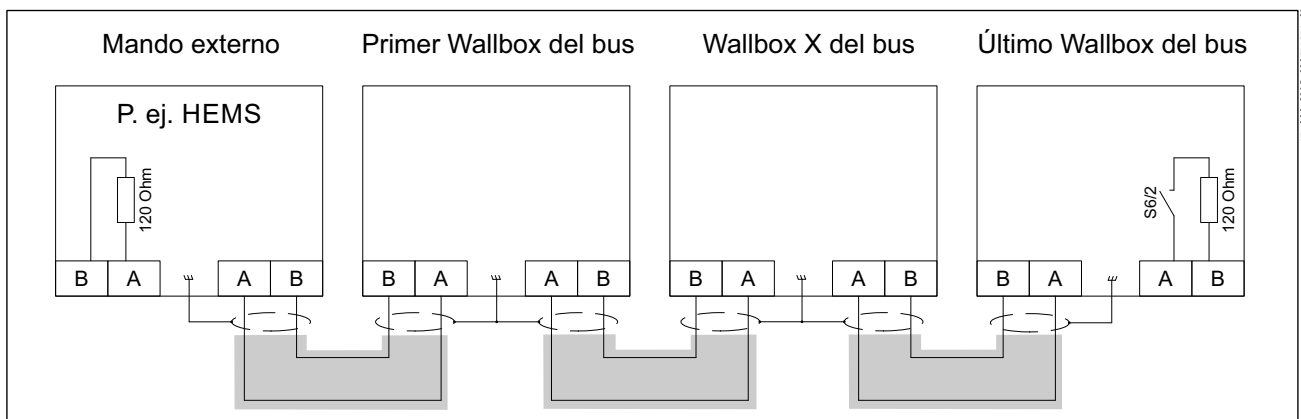 Mando externo
Primer Wallbox del bus
Wallbox X del bus
Último Wallbox del bus
P. ej. HEMS
120 Ohm
S6/2
120 Ohm
B A A B
B A A B
B A A B
B A A B